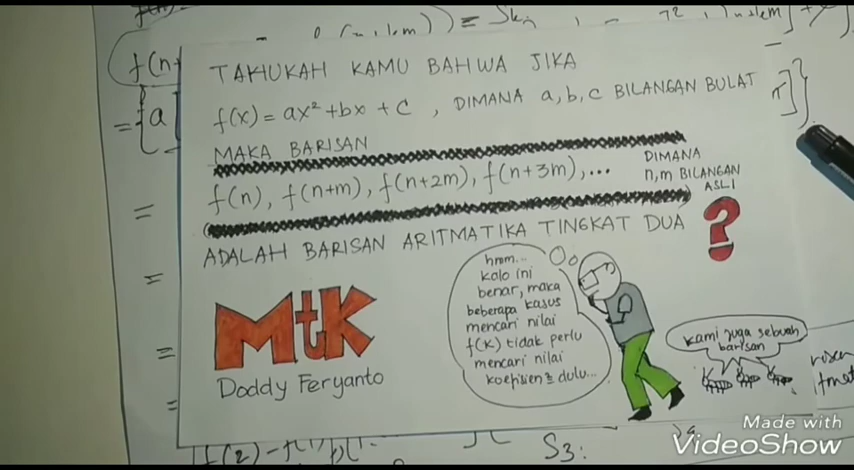 f(n+
= {a
TAHUKAH KAMU BAHWA JIKA
f(x) = ax² + bx + c , DIMANA a, b, c BILANGAN BULAT
MAKA BARISAN
f(n), f(n+m), f(n+2m), f(n+3m), ...
DIMANA
n,m BILANGAN
ASLI
ADALAH BARISAN ARITMATIKA TINGKAT DUA ?
hmm...
kalo ini
benar, maka
beberapa kasus
mencari nilai
f(k) tidak perlu
mencari nilai
koefisien2 dulu...
MtK
Doddy Feryanto
kami juga sebuah
barisan
S3:
Made with
VideoShow